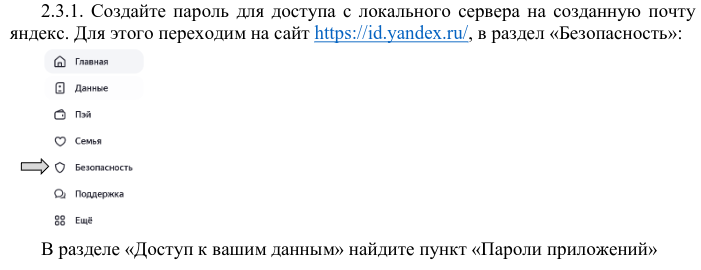 2.3.1. Создайте пароль для доступа с локального сервера на созданную почту
яндекс. Для этого переходим на сайт https://id.yandex.ru/, в раздел «Безопасность»:
Главная
Данные
Пэй
Семья
Безопасность
Поддержка
Ещё
В разделе «Доступ к вашим данным» найдите пункт «Пароли приложений»